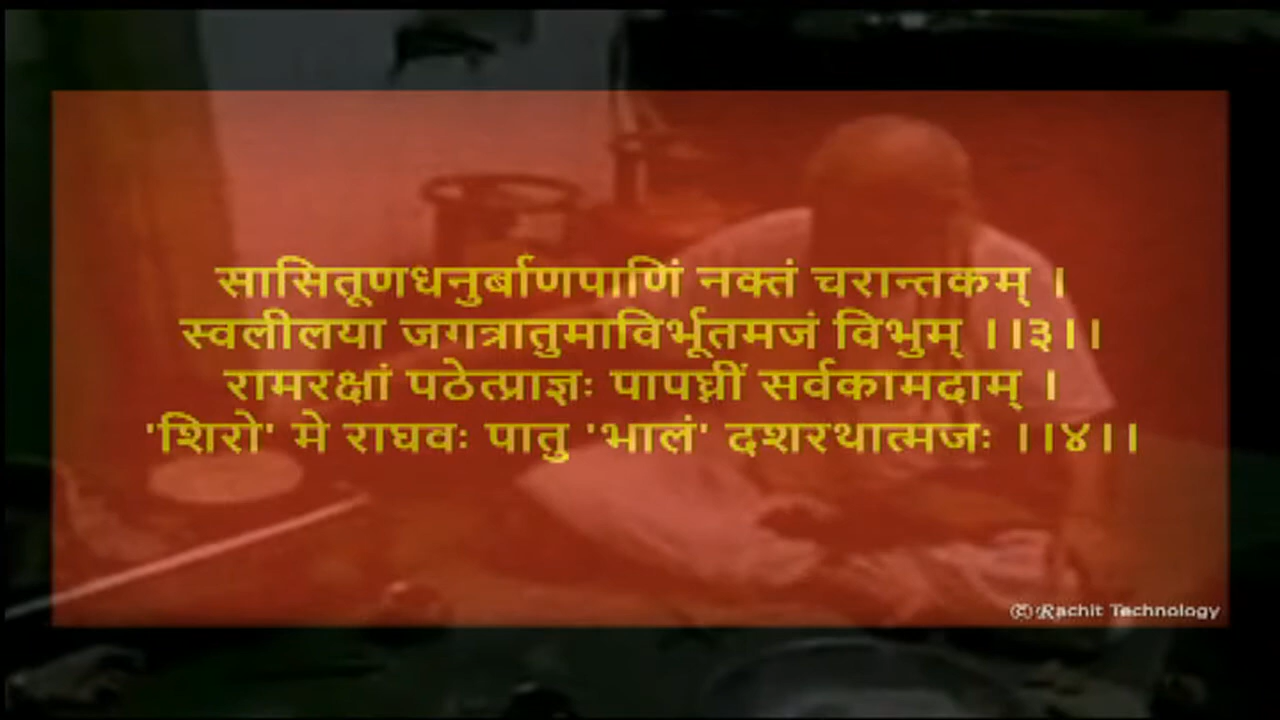 सासितूणधनुर्बाणपाणिं नक्तं चरान्तकम् ।
स्वलीलया जगत्रातुमाविर्भूतमजं विभुम् ।।३।।
रामरक्षां पठेत्प्राज्ञः पापघ्नीं सर्वकामदाम् ।
'शिरो' मे राघवः पातु 'भालं' दशरथात्मजः ।।४।।
© Rachit Technology